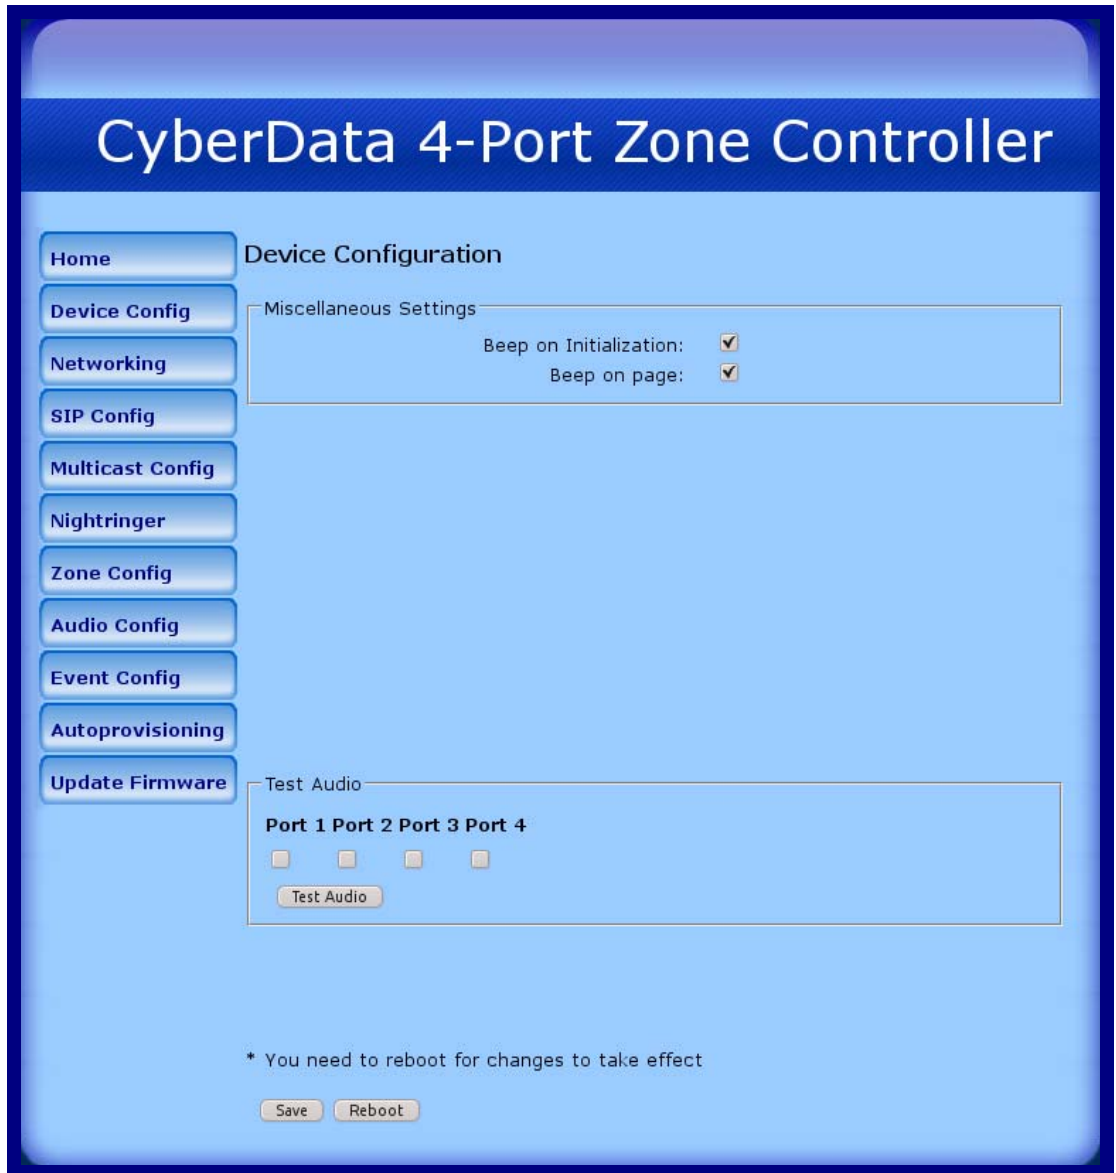 CyberData 4-Port Zone Controller
Home
Device Config
Networking
SIP Config
Multicast Config
Nightringer
Zone Config
Audio Config
Event Config
Autoprovisioning
Update Firmware
Device Configuration
Miscellaneous Settings
Beep on Initialization:
Beep on page:
Test Audio
Port 1 Port 2 Port 3 Port 4
Test Audio
* You need to reboot for changes to take effect
Save Reboot